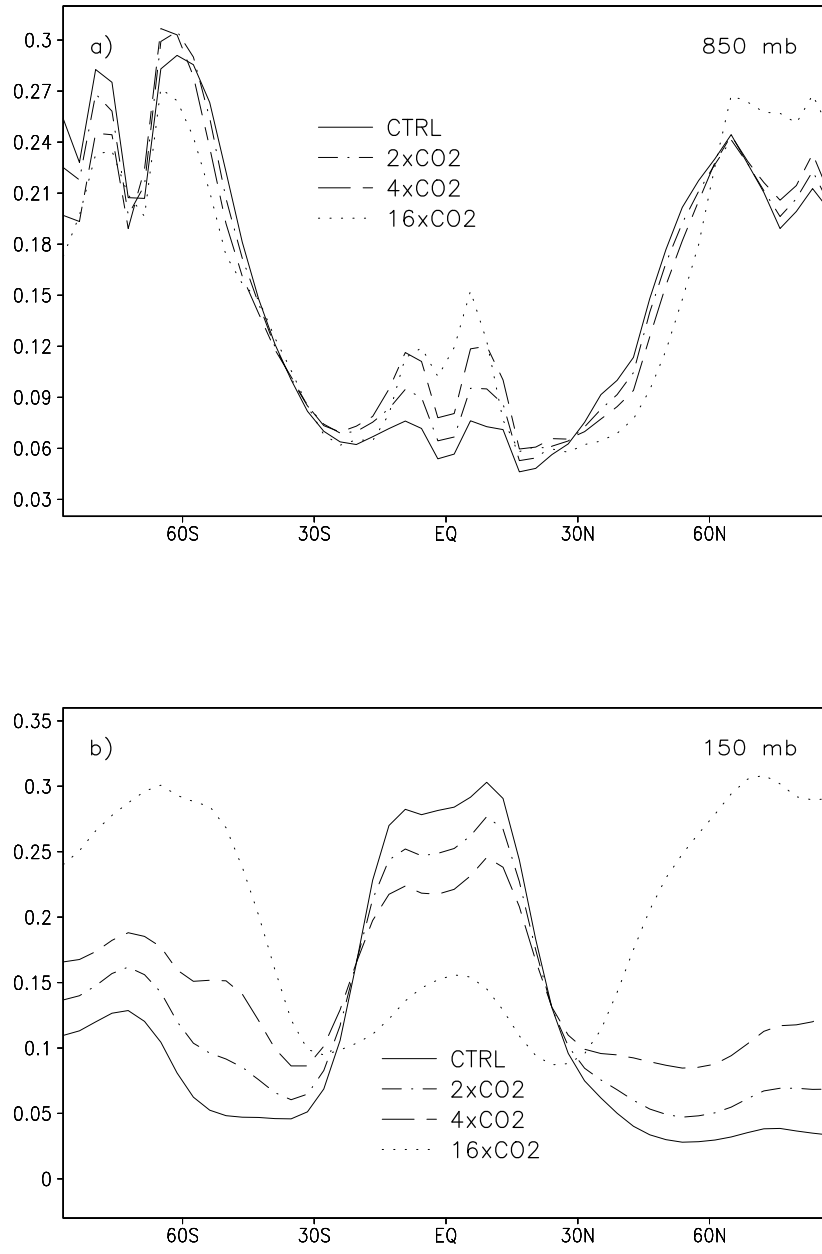 a)
850 mb
0.3
0.27
0.24
0.21
0.18
0.15
0.12
0.09
0.06
0.03
CTRL
2xCO2
4xCO2
16xCO2
60S
30S
EQ
30N
60N
b)
150 mb
0.35
0.3
0.25
0.2
0.15
0.1
0.05
0
CTRL
2xCO2
4xCO2
16xCO2
60S
30S
EQ
30N
60N